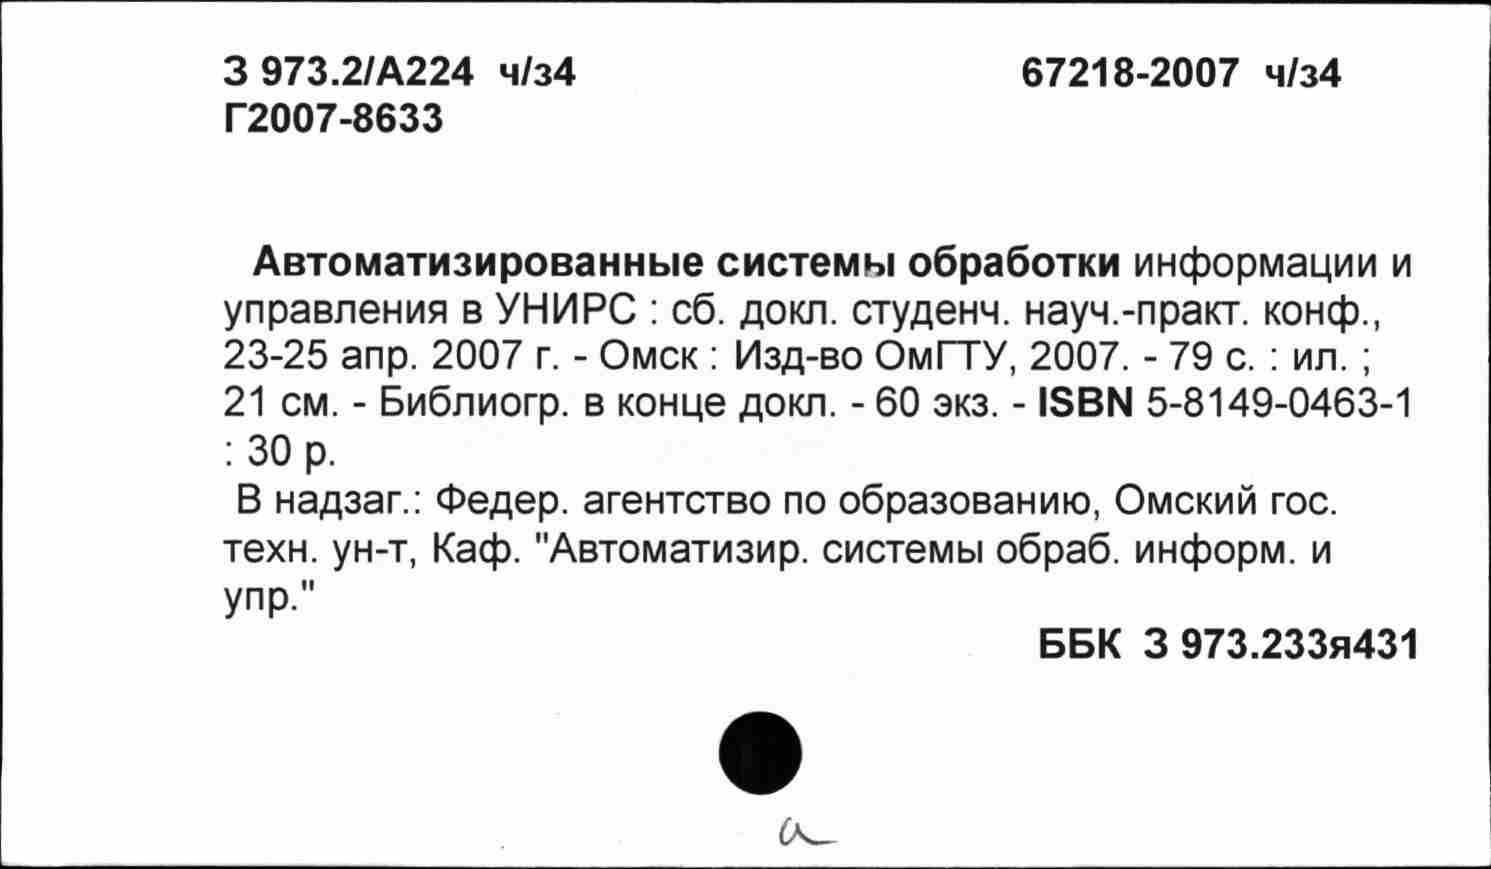 З 973.2/А224 ч/з4 67218-2007 ч/з4
Г2007-8633
Автоматизированные системы обработки информации и
управления в УНИРС : сб. докл. студенч. науч.-практ. конф.,
23-25 апр. 2007 г. - Омск : Изд-во ОмГТУ, 2007. - 79 с. : ил. ;
21 см. - Библиогр. в конце докл. - 60 экз. - ISBN 5-8149-0463-1
: 30 р.
В надзаг.: Федер. агентство по образованию, Омский гос.
техн. ун-т, Каф. "Автоматизир. системы обраб. информ. и
упр."
ББК З 973.233я431
а